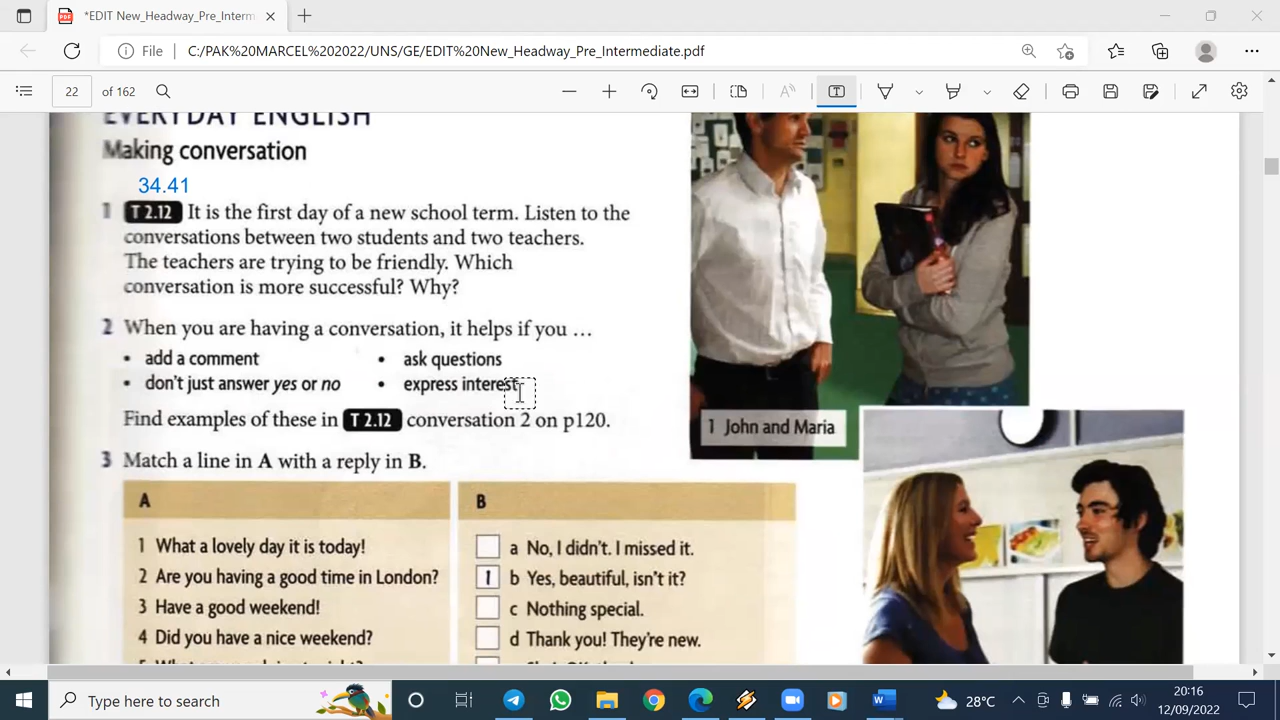 *EDIT New_Headway_Pre_Intermed
File
C:/PAK%20MARCEL%202022/UNS/GE/EDIT%20New_Headway_Pre_Intermediate.pdf
22 of 162
EVERYDAY ENGLISH
Making conversation
34.41
1 T 2.12 It is the first day of a new school term. Listen to the
conversations between two students and two teachers.
The teachers are trying to be friendly. Which
conversation is more successful? Why?
2 When you are having a conversation, it helps if you …
• add a comment • ask questions
• don't just answer yes or no • express interest
Find examples of these in T 2.12 conversation 2 on p120.
1 John and Maria
3 Match a line in A with a reply in B.
A B
1 What a lovely day it is today! a No, I didn't. I missed it.
2 Are you having a good time in London? 1 b Yes, beautiful, isn't it?
3 Have a good weekend! c Nothing special.
4 Did you have a nice weekend? d Thank you! They're new.
Type here to search
28°C
20:16
12/09/2022